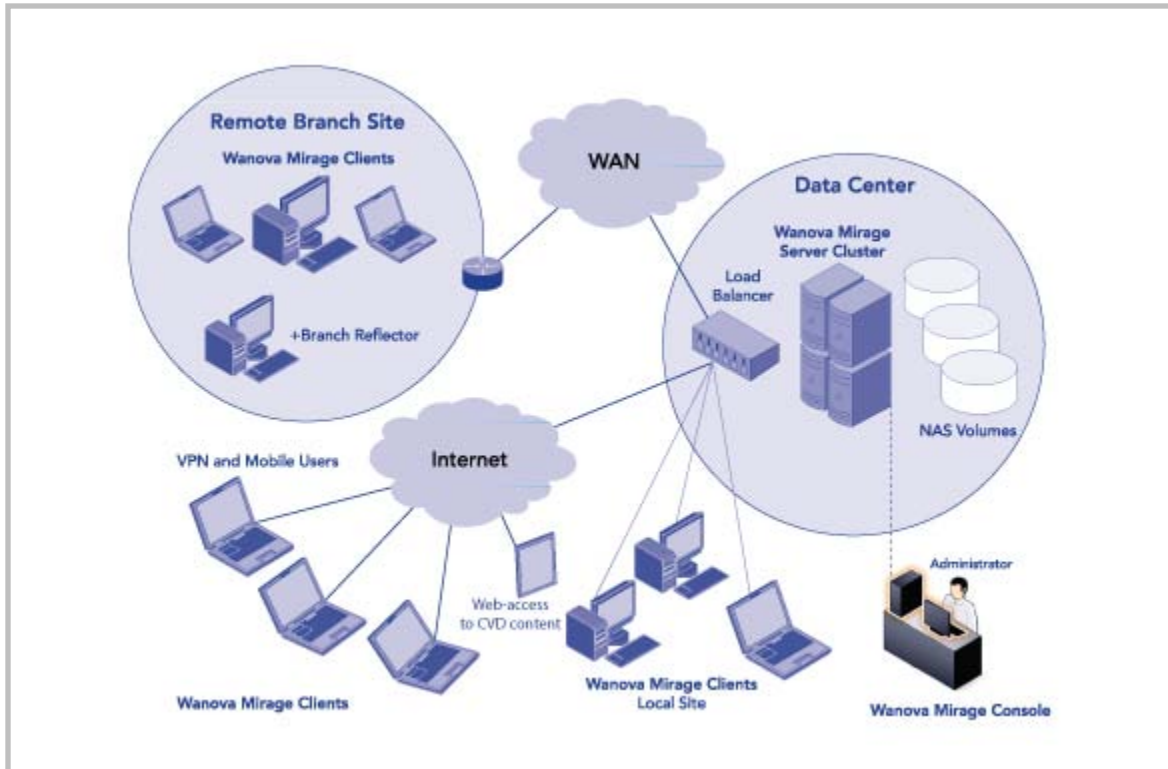 Remote Branch Site
Wanova Mirage Clients
+Branch Reflector
WAN
Data Center
Wanova Mirage
Server Cluster
Load
Balancer
NAS Volumes
Internet
VPN and Mobile Users
Wanova Mirage Clients
Web-access
to CVD content
Wanova Mirage Clients
Local Site
Administrator
Wanova Mirage Console